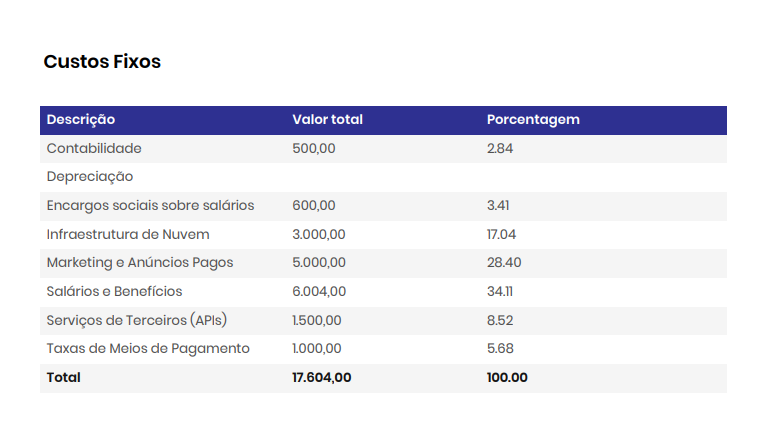 Custos Fixos
Descrição Valor total Porcentagem
Contabilidade 500,00 2.84
Depreciação
Encargos sociais sobre salários 600,00 3.41
Infraestrutura de Nuvem 3.000,00 17.04
Marketing e Anúncios Pagos 5.000,00 28.40
Salários e Benefícios 6.004,00 34.11
Serviços de Terceiros (APIs) 1.500,00 8.52
Taxas de Meios de Pagamento 1.000,00 5.68
Total 17.604,00 100.00